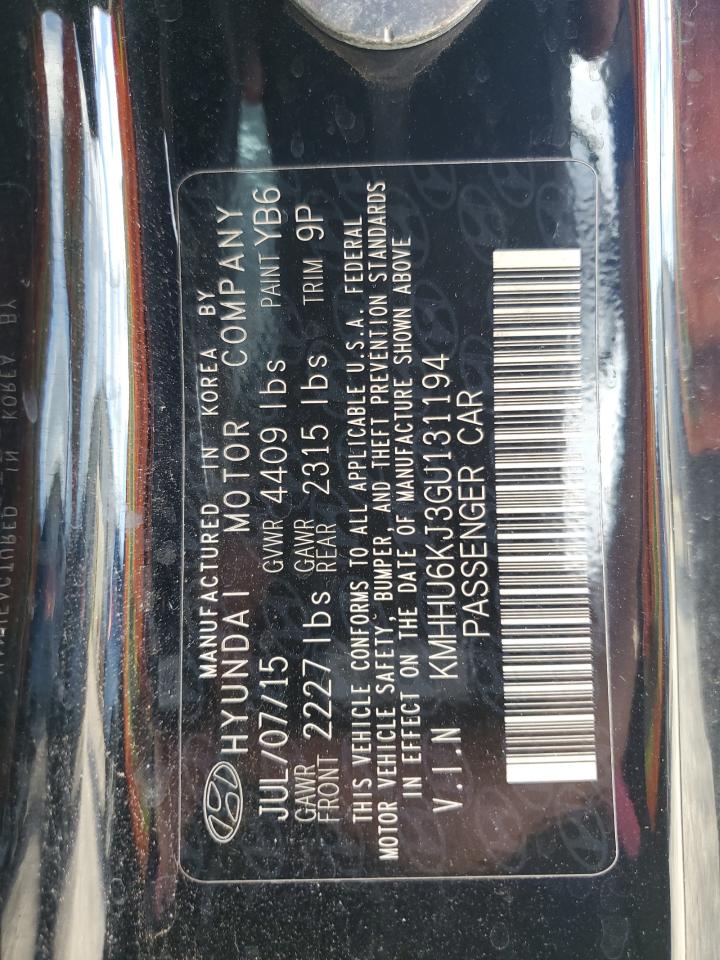 MANUFACTURED IN KOREA BY
HYUNDAI MOTOR COMPANY
JUL/07/15 GVWR 4409 lbs PAINT YB6
GAWR FRONT 2227 lbs GAWR REAR 2315 lbs TRIM 9P
THIS VEHICLE CONFORMS TO ALL APPLICABLE U.S.A. FEDERAL
MOTOR VEHICLE SAFETY, BUMPER, AND THEFT PREVENTION STANDARDS
IN EFFECT ON THE DATE OF MANUFACTURE SHOWN ABOVE
V.I.N KMHHU6KJ3GU131194
PASSENGER CAR